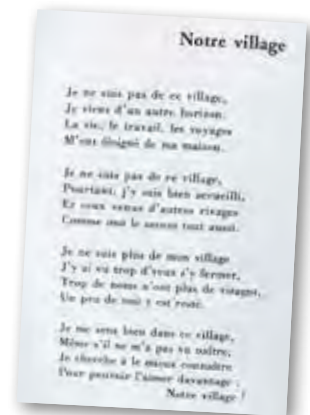 Notre village
Je ne suis pas de ce village,
Je viens d'un autre horizon.
La vie, le travail, les voyages
M'ont éloigné de ma maison.
Je ne suis pas de ce village,
Pourtant, j'y suis bien accueilli,
Et ceux venus d'autres rivages
Comme moi le seront tout aussi.
Je ne suis plus de mon village
J'y ai vu trop d'yeux s'y fermer,
Trop de noms n'ont plus de visages,
Un peu de moi y est resté.
Je me sens bien dans ce village,
Même s'il ne m'a pas vu naître,
Je cherche à le mieux connaître
Pour pouvoir l'aimer davantage :
Notre village !